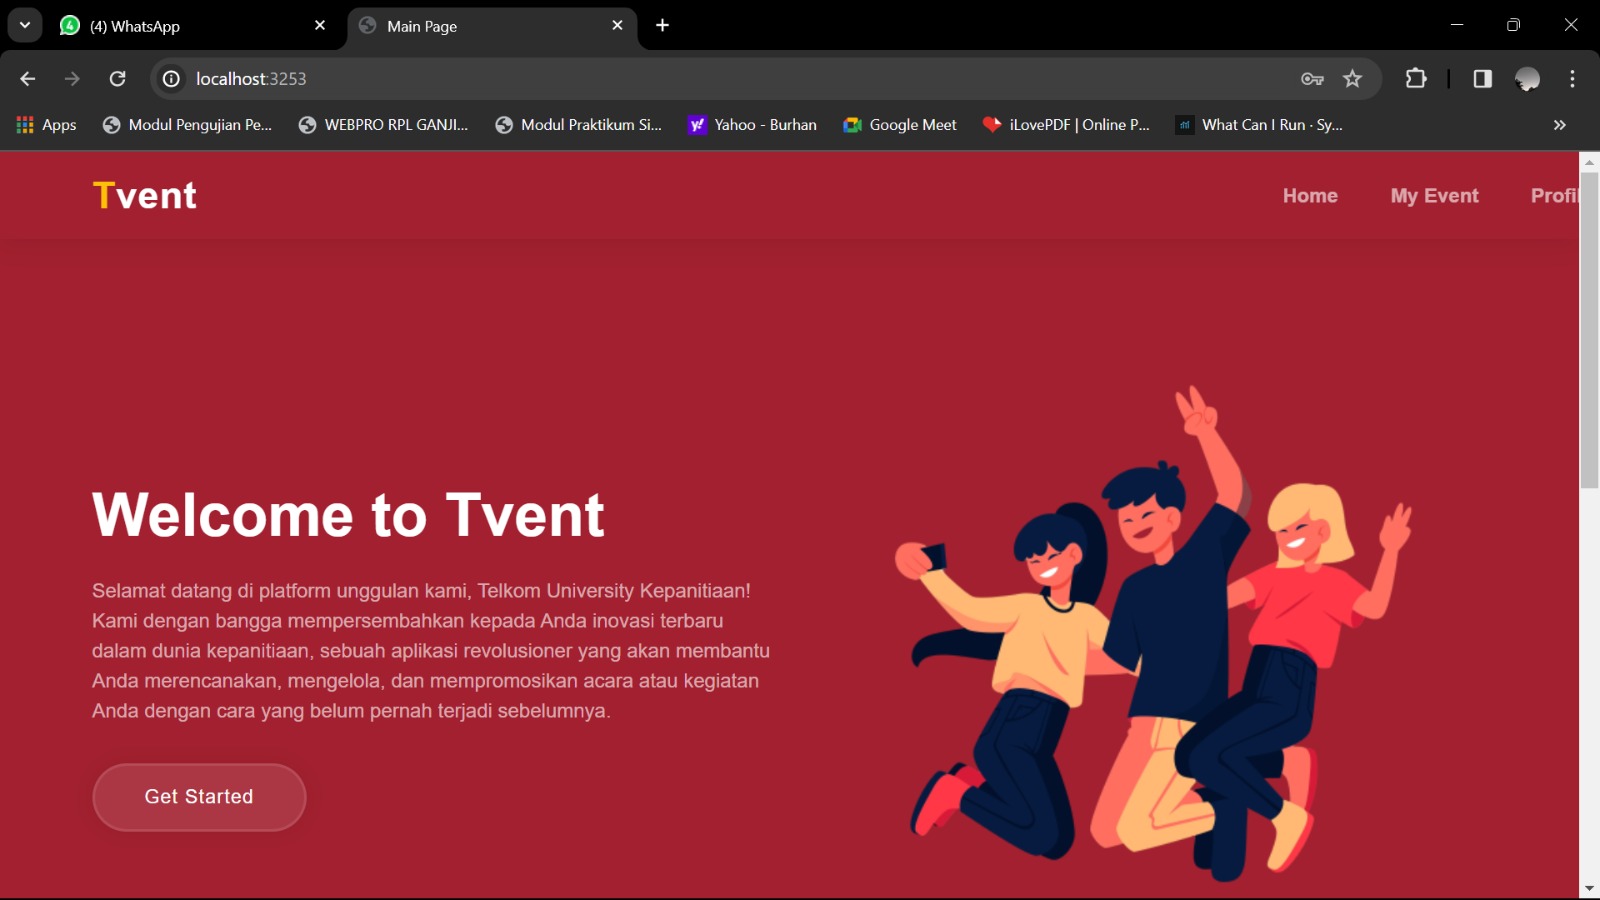 (4) WhatsApp
Main Page
localhost:3253
Apps
Modul Pengujian Pe...
WEBPRO RPL GANJI...
Modul Praktikum Si...
Yahoo - Burhan
Google Meet
iLovePDF | Online P...
What Can I Run · Sy...
Tvent
Home
My Event
Profil
Welcome to Tvent
Selamat datang di platform unggulan kami, Telkom University Kepanitiaan!
Kami dengan bangga mempersembahkan kepada Anda inovasi terbaru
dalam dunia kepanitiaan, sebuah aplikasi revolusioner yang akan membantu
Anda merencanakan, mengelola, dan mempromosikan acara atau kegiatan
Anda dengan cara yang belum pernah terjadi sebelumnya.
Get Started